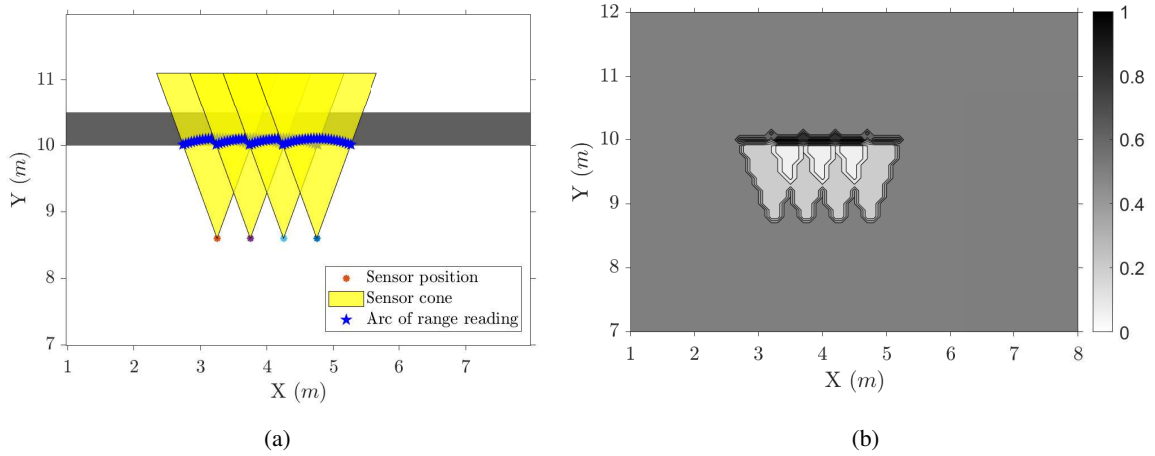 11
10
9
8
7
Y (m)
1 2 3 4 5 6 7
X (m)
Sensor position
Sensor cone
Arc of range reading
(a)
12
11
10
9
8
7
Y (m)
1 2 3 4 5 6 7 8
X (m)
1
0.8
0.6
0.4
0.2
0
(b)